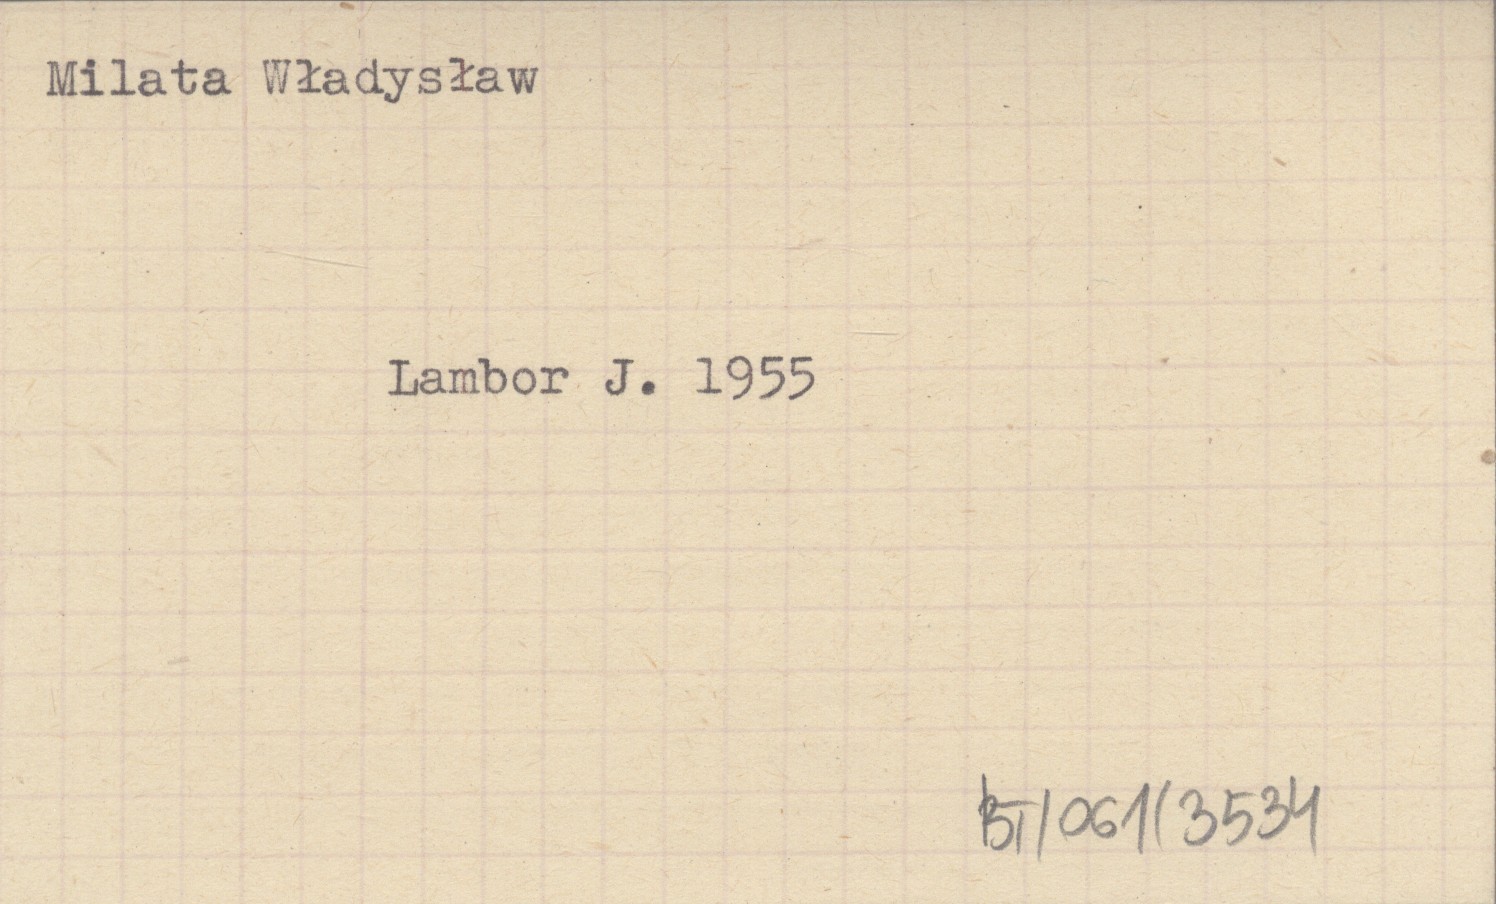 Milata Władysław
Lambor J. 1955
BT/061/3534